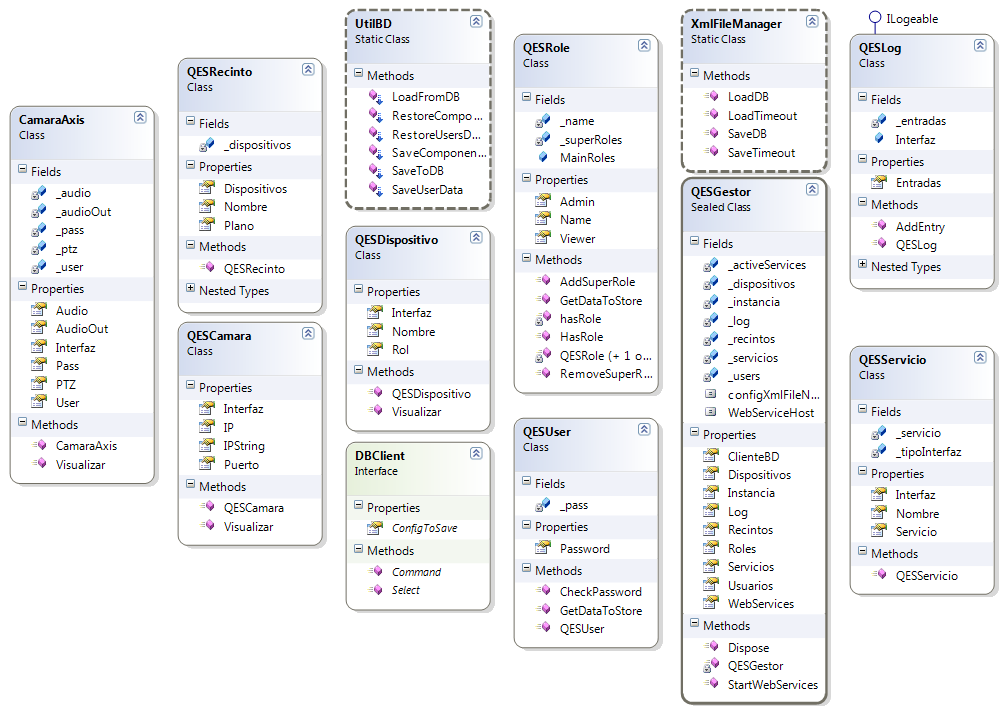 CamaraAxis
Class
Fields
_audio
_audioOut
_pass
_ptz
_user
Properties
Audio
AudioOut
Interfaz
Pass
PTZ
User
Methods
CamaraAxis
Visualizar
QESRecinto
Class
Fields
_dispositivos
Properties
Dispositivos
Nombre
Plano
Methods
QESRecinto
Nested Types
QESCamara
Class
Properties
Interfaz
IP
IPString
Puerto
Methods
QESCamara
Visualizar
UtilBD
Static Class
Methods
LoadFromDB
RestoreCompo...
RestoreUsersD...
SaveComponen...
SaveToDB
SaveUserData
QESDispositivo
Class
Properties
Interfaz
Nombre
Rol
Methods
QESDispositivo
Visualizar
DBClient
Interface
Properties
ConfigToSave
Methods
Command
Select
QESRole
Class
Fields
_name
_superRoles
MainRoles
Properties
Admin
Name
Viewer
Methods
AddSuperRole
GetDataToStore
hasRole
HasRole
QESRole (+ 1 o...
RemoveSuperR...
QESUser
Class
Fields
_pass
Properties
Password
Methods
CheckPassword
GetDataToStore
QESUser
XmlFileManager
Static Class
Methods
LoadDB
LoadTimeout
SaveDB
SaveTimeout
QESGestor
Sealed Class
Fields
_activeServices
_dispositivos
_instancia
_log
_recintos
_servicios
_users
configXmlFileN...
WebServiceHost
Properties
ClienteBD
Dispositivos
Instancia
Log
Recintos
Roles
Servicios
Usuarios
WebServices
Methods
Dispose
QESGestor
StartWebServices
ILogeable
QESLog
Class
Fields
_entradas
Interfaz
Properties
Entradas
Methods
AddEntry
QESLog
Nested Types
QESServicio
Class
Fields
_servicio
_tipoInterfaz
Properties
Interfaz
Nombre
Servicio
Methods
QESServicio